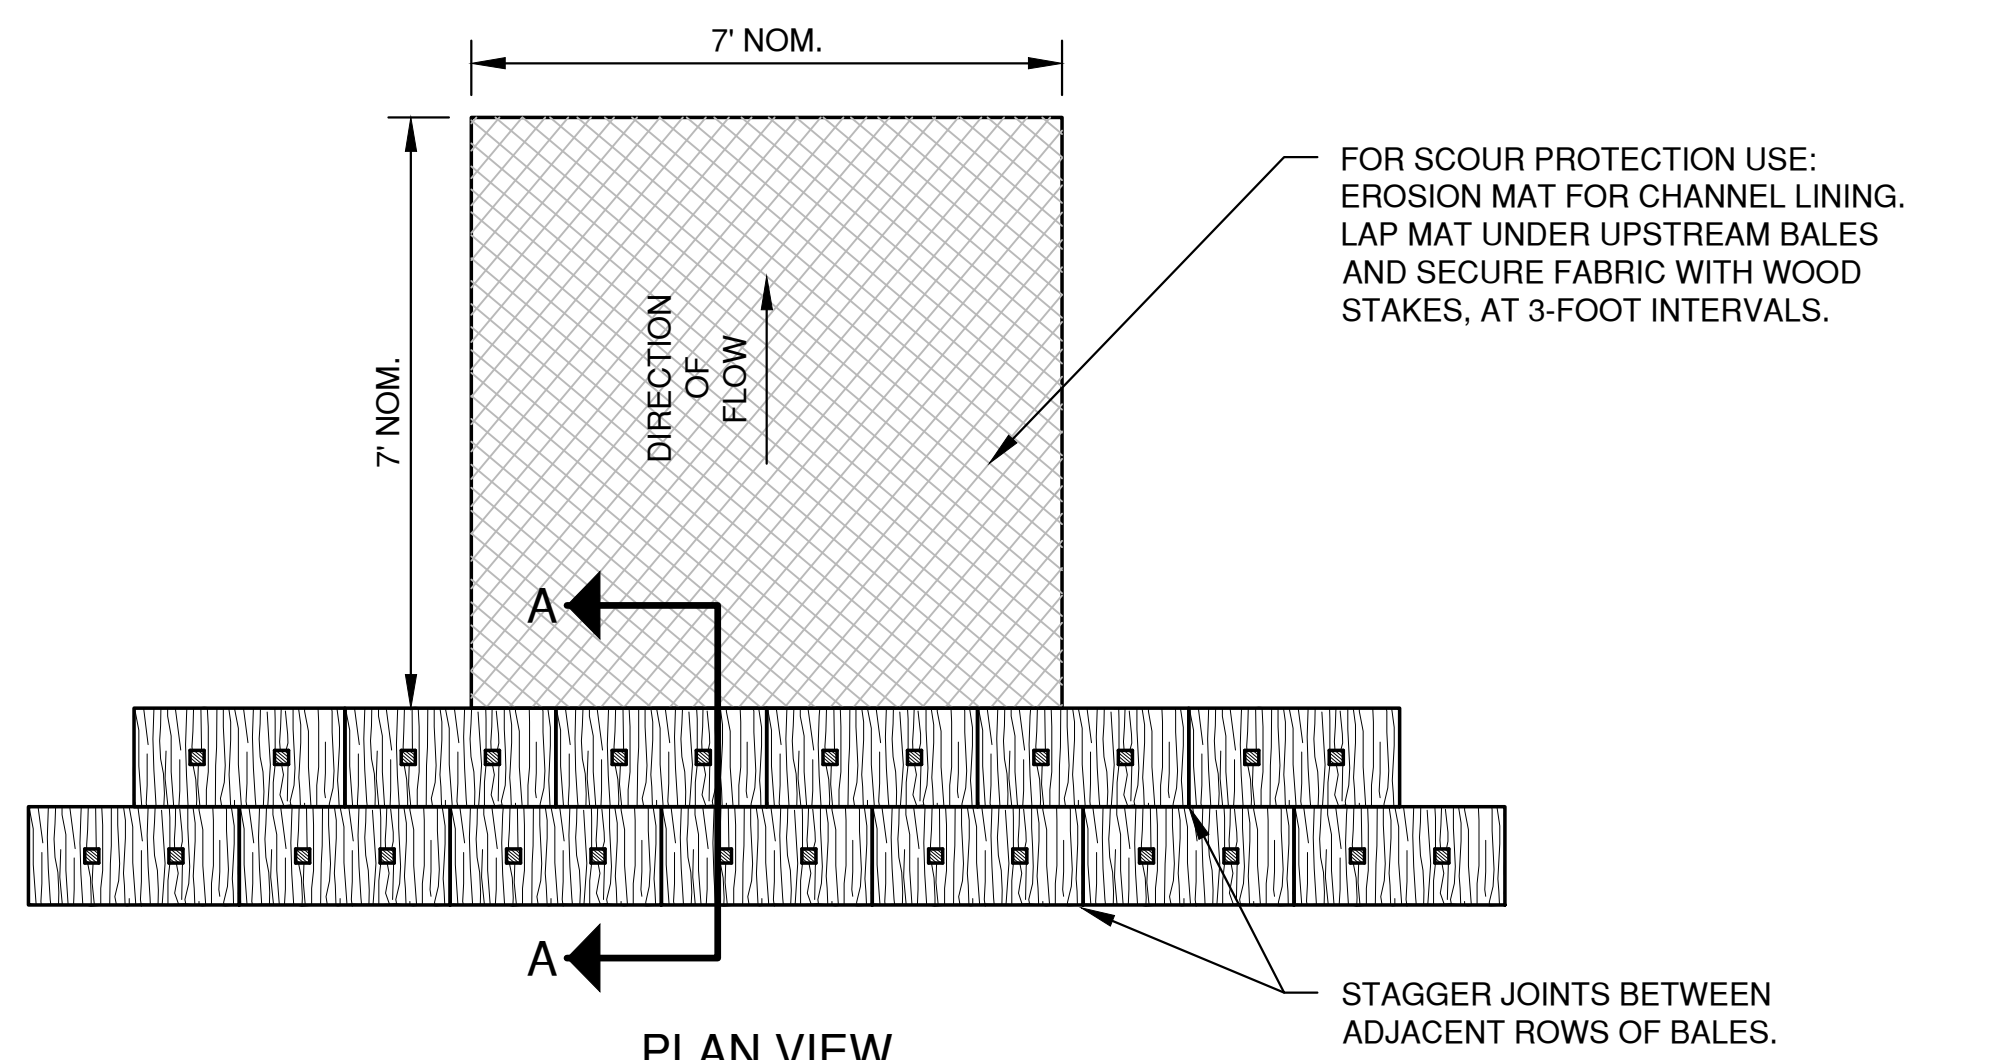 7' NOM.
FOR SCOUR PROTECTION USE:
EROSION MAT FOR CHANNEL LINING.
LAP MAT UNDER UPSTREAM BALES
AND SECURE FABRIC WITH WOOD
STAKES, AT 3-FOOT INTERVALS.
7' NOM.
DIRECTION
OF
FLOW
A
A
STAGGER JOINTS BETWEEN
ADJACENT ROWS OF BALES.
PLAN VIEW